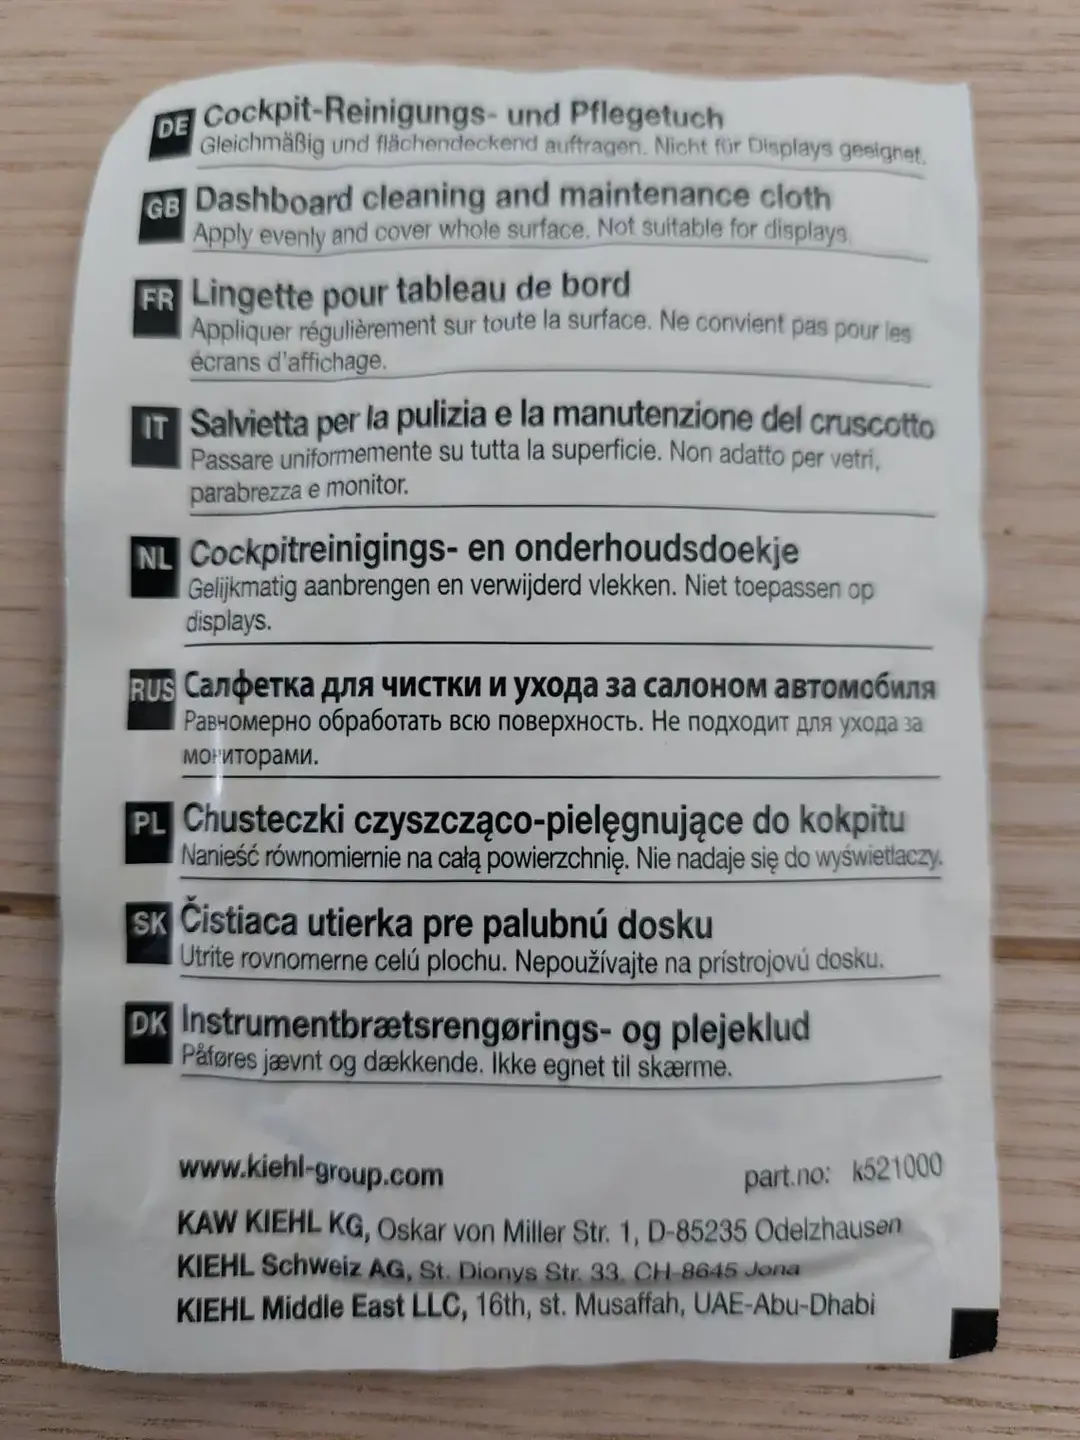 DE Cockpit-Reinigungs- und Pflegetuch
Gleichmäßig und flächendeckend auftragen. Nicht für Displays geeignet.
GB Dashboard cleaning and maintenance cloth
Apply evenly and cover whole surface. Not suitable for displays.
FR Lingette pour tableau de bord
Appliquer régulièrement sur toute la surface. Ne convient pas pour les
écrans d'affichage.
IT Salvietta per la pulizia e la manutenzione del cruscotto
Passare uniformemente su tutta la superficie. Non adatto per vetri,
parabrezza e monitor.
NL Cockpitreinigings- en onderhoudsdoekje
Gelijkmatig aanbrengen en verwijderd vlekken. Niet toepassen op
displays.
RUS Салфетка для чистки и ухода за салоном автомобиля
Равномерно обработать всю поверхность. Не подходит для ухода за
мониторами.
PL Chusteczki czyszcząco-pielęgnujące do kokpitu
Nanieść równomiernie na całą powierzchnię. Nie nadaje się do wyświetlaczy.
SK Čistiaca utierka pre palubnú dosku
Utrite rovnomerne celú plochu. Nepoužívajte na prístrojovú dosku.
DK Instrumentbrætsrengørings- og plejeklud
Påføres jævnt og dækkende. Ikke egnet til skærme.
www.kiehl-group.com part.no: k521000
KAW KIEHL KG, Oskar von Miller Str. 1, D-85235 Odelzhausen
KIEHL Schweiz AG, St. Dionys Str. 33, CH-8645 Jona
KIEHL Middle East LLC, 16th, st. Musaffah, UAE-Abu-Dhabi